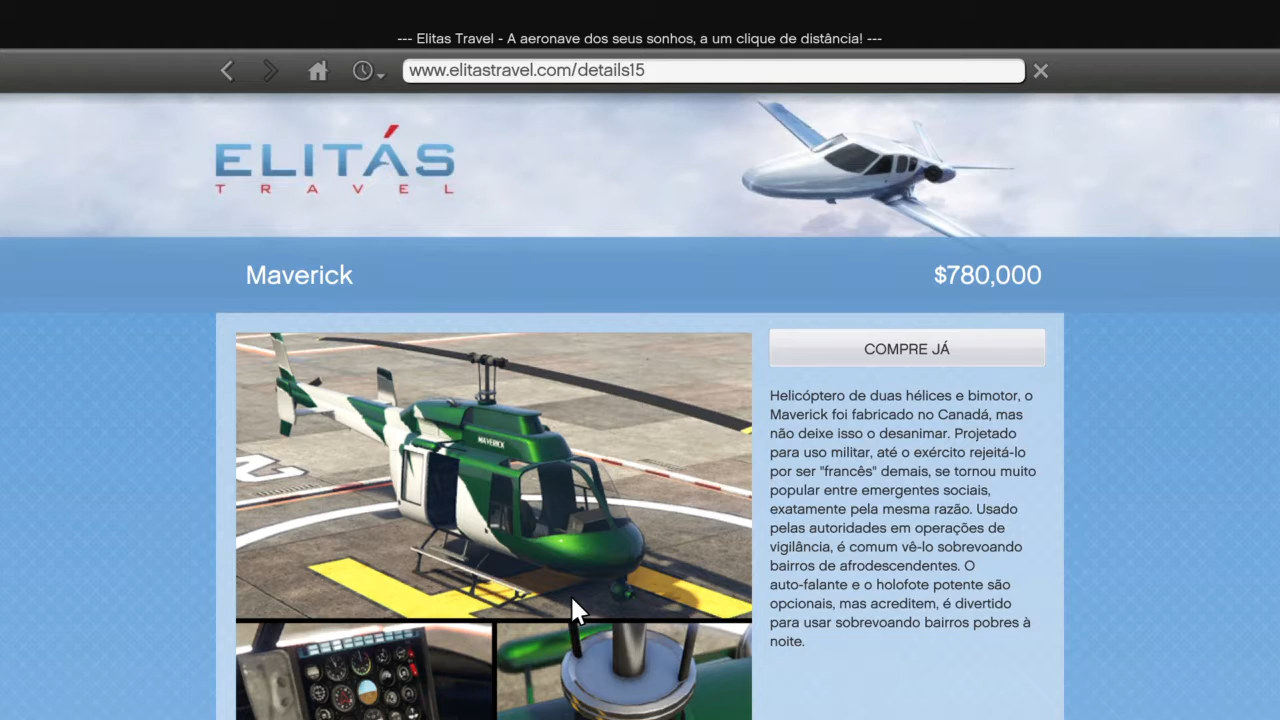 --- Elitas Travel - A aeronave dos seus sonhos, a um clique de distância! ---
www.elitastravel.com/details15
ELITÁS
TRAVEL
Maverick
$780,000
COMPRE JÁ
Helicóptero de duas hélices e bimotor, o
Maverick foi fabricado no Canadá, mas
não deixe isso o desanimar. Projetado
para uso militar, até o exército rejeitá-lo
por ser "francês" demais, se tornou muito
popular entre emergentes sociais,
exatamente pela mesma razão. Usado
pelas autoridades em operações de
vigilância, é comum vê-lo sobrevoando
bairros de afrodescendentes. O
auto-falante e o holofote potente são
opcionais, mas acreditem, é divertido
para usar sobrevoando bairros pobres à
noite.
MAVERICK